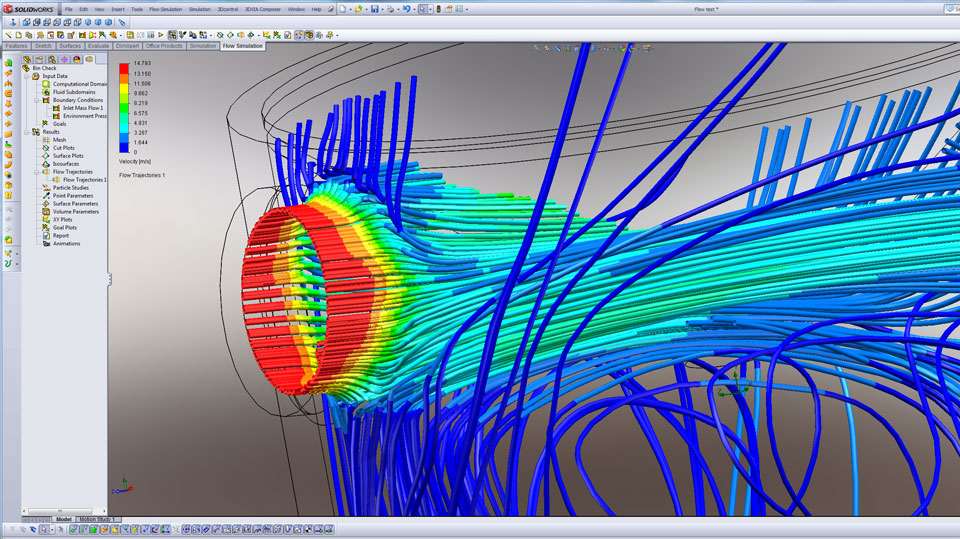 SOLIDWORKS File Edit View Insert Tools Flow Simulation Simulation 3Dcontrol 3DVIA Composer Window Help Flow test *
Features Sketch Surfaces Evaluate DimXpert Office Products Simulation Flow Simulation
Bin Check
Input Data
Computational Domain
Fluid Subdomains
Boundary Conditions
Inlet Mass Flow 1
Environment Press
Goals
Results
Mesh
Cut Plots
Surface Plots
Isosurfaces
Flow Trajectories
Flow Trajectories 1
Particle Studies
Point Parameters
Surface Parameters
Volume Parameters
XY Plots
Goal Plots
Report
Animations
14.783
13.150
11.506
9.862
8.219
6.575
4.931
3.287
1.644
0
Velocity [m/s]
Flow Trajectories 1
Model Motion Study 1